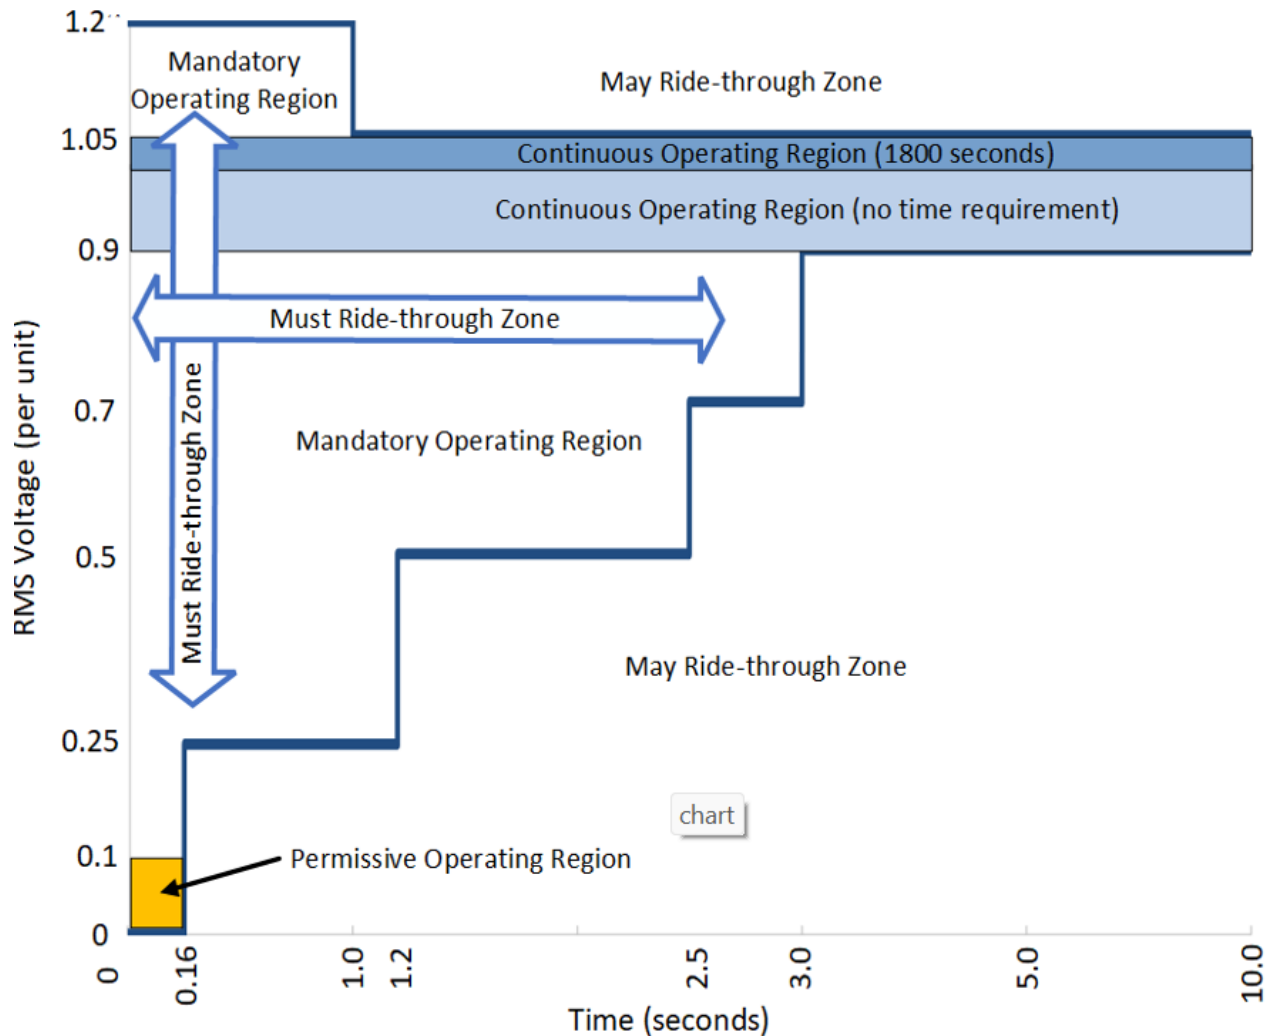 1.2
Mandatory
Operating Region
May Ride-through Zone
1.05
Continuous Operating Region (1800 seconds)
Continuous Operating Region (no time requirement)
0.9
Must Ride-through Zone
RMS Voltage (per unit)
Must Ride-through Zone
0.7
Mandatory Operating Region
0.5
May Ride-through Zone
0.25
chart
0.1
Permissive Operating Region
0
0 0.16 1.0 1.2 2.5 3.0 5.0 10.0
Time (seconds)